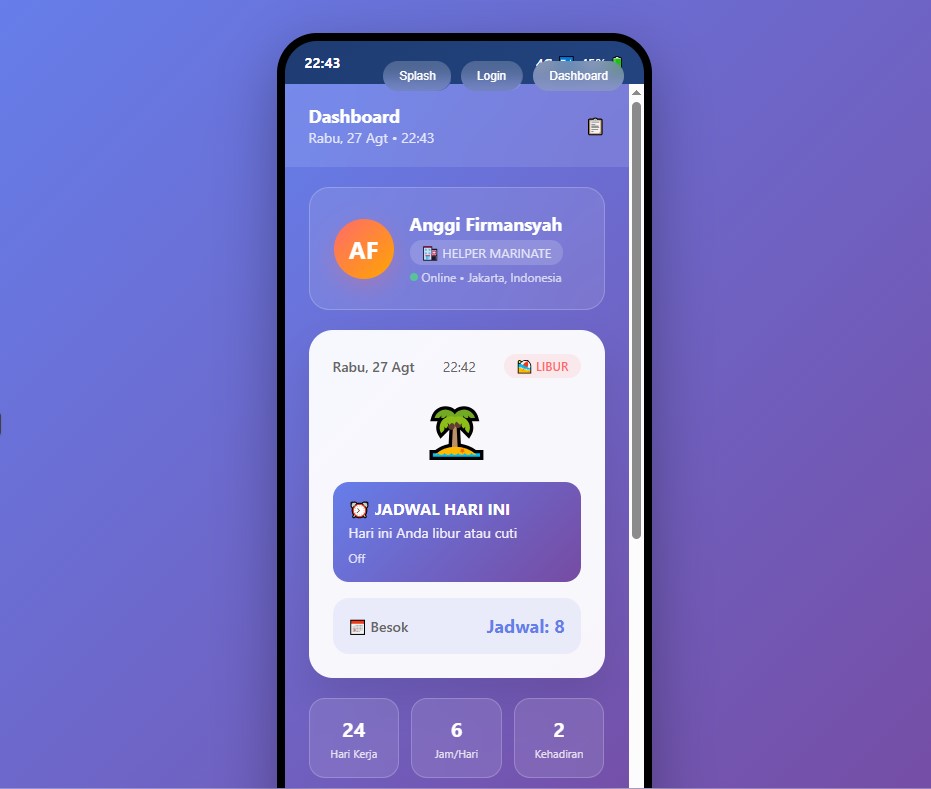 22:43
4G 45%
Splash
Login
Dashboard
Dashboard
Rabu, 27 Agt • 22:43
AF
Anggi Firmansyah
HELPER MARINATE
Online • Jakarta, Indonesia
Rabu, 27 Agt
22:42
LIBUR
JADWAL HARI INI
Hari ini Anda libur atau cuti
Off
Besok
Jadwal: 8
24
Hari Kerja
6
Jam/Hari
2
Kehadiran